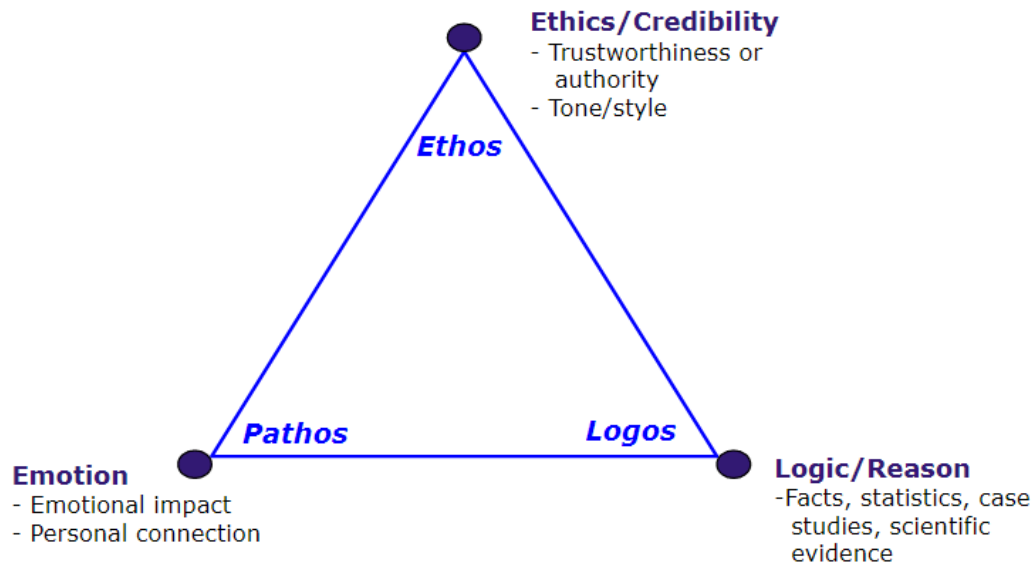 Ethics/Credibility
- Trustworthiness or
authority
- Tone/style
Ethos
Pathos
Logos
Emotion
- Emotional impact
- Personal connection
Logic/Reason
-Facts, statistics, case
studies, scientific
evidence